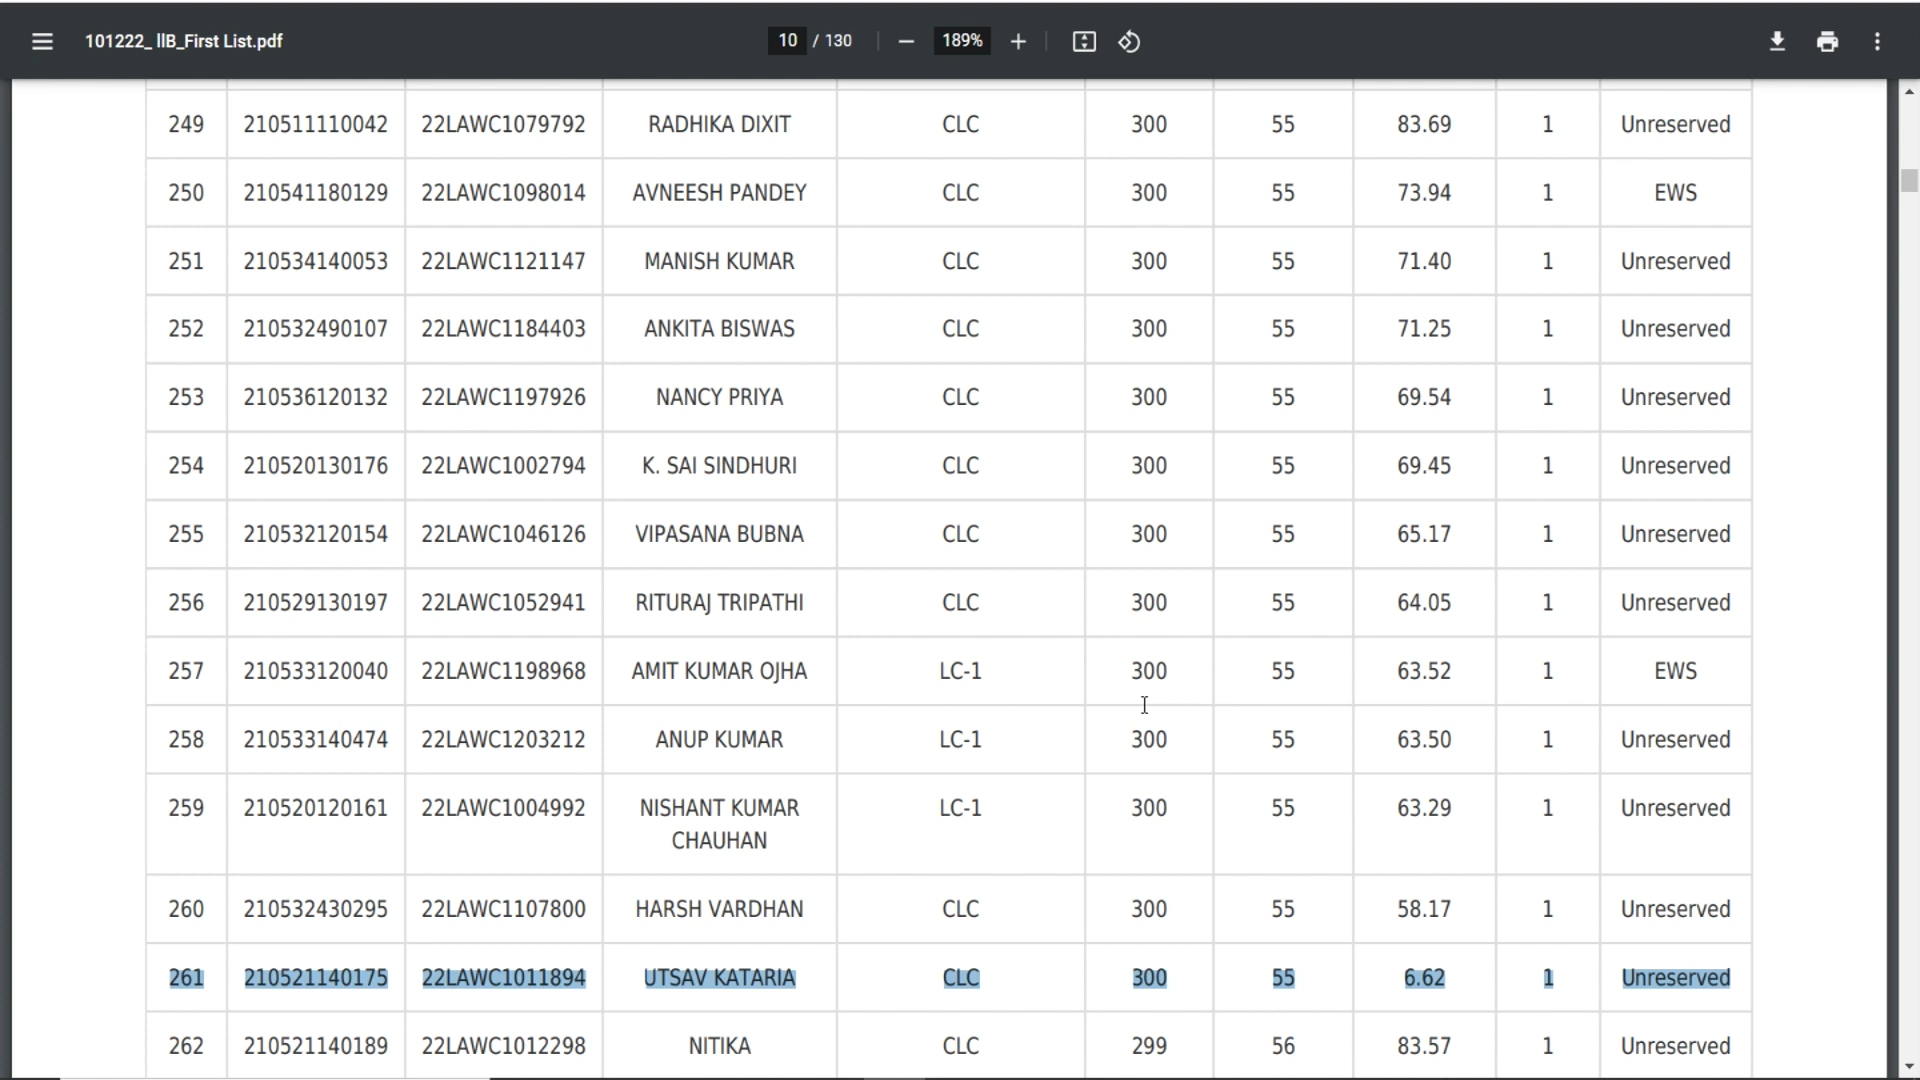 101222_ llB_First List.pdf 10 / 130 189%
249 210511110042 22LAWC1079792 RADHIKA DIXIT CLC 300 55 83.69 1 Unreserved
250 210541180129 22LAWC1098014 AVNEESH PANDEY CLC 300 55 73.94 1 EWS
251 210534140053 22LAWC1121147 MANISH KUMAR CLC 300 55 71.40 1 Unreserved
252 210532490107 22LAWC1184403 ANKITA BISWAS CLC 300 55 71.25 1 Unreserved
253 210536120132 22LAWC1197926 NANCY PRIYA CLC 300 55 69.54 1 Unreserved
254 210520130176 22LAWC1002794 K. SAI SINDHURI CLC 300 55 69.45 1 Unreserved
255 210532120154 22LAWC1046126 VIPASANA BUBNA CLC 300 55 65.17 1 Unreserved
256 210529130197 22LAWC1052941 RITURAJ TRIPATHI CLC 300 55 64.05 1 Unreserved
257 210533120040 22LAWC1198968 AMIT KUMAR OJHA LC-1 300 55 63.52 1 EWS
258 210533140474 22LAWC1203212 ANUP KUMAR LC-1 300 55 63.50 1 Unreserved
259 210520120161 22LAWC1004992 NISHANT KUMAR LC-1 300 55 63.29 1 Unreserved
CHAUHAN
260 210532430295 22LAWC1107800 HARSH VARDHAN CLC 300 55 58.17 1 Unreserved
261 210521140175 22LAWC1011894 UTSAV KATARIA CLC 300 55 6.62 1 Unreserved
262 210521140189 22LAWC1012298 NITIKA CLC 299 56 83.57 1 Unreserved